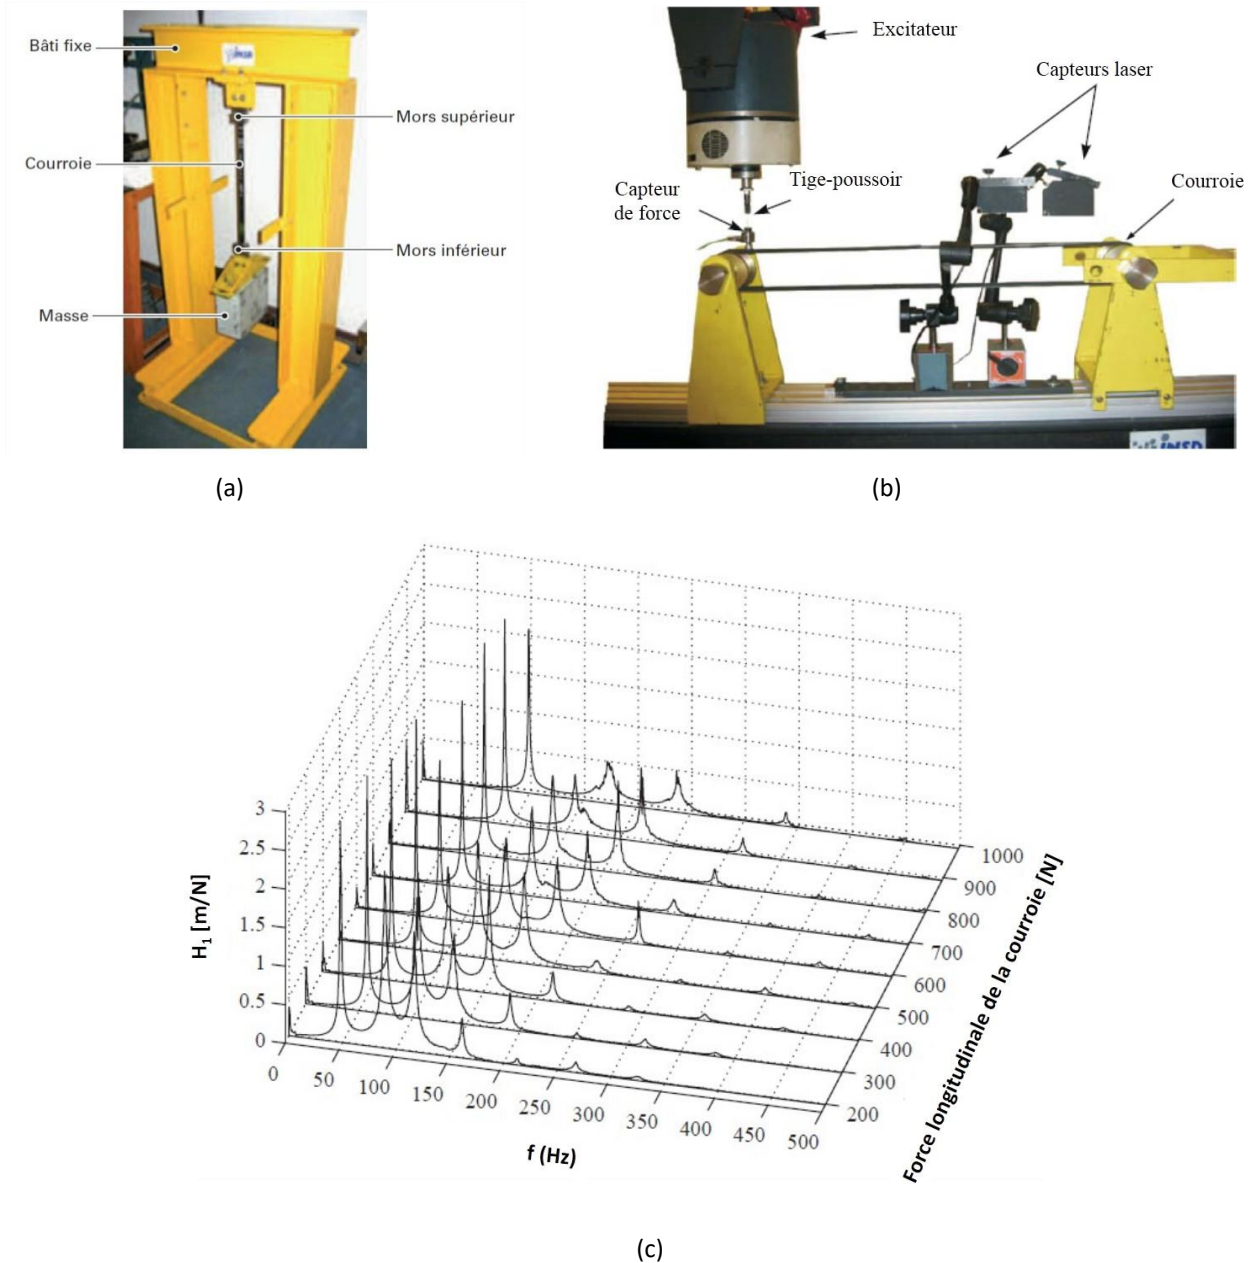 Bâti fixe
Mors supérieur
Courroie
Mors inférieur
Masse
(a)
Excitateur
Capteurs laser
Tige-poussoir
Capteur
de force
Courroie
(b)
3
2.5
2
1.5
1
0.5
0
H1 [m/N]
0
50
100
150
200
250
300
350
400
450
500
f (Hz)
1000
900
800
700
600
500
400
300
200
Force longitudinale de la courroie [N]
(c)